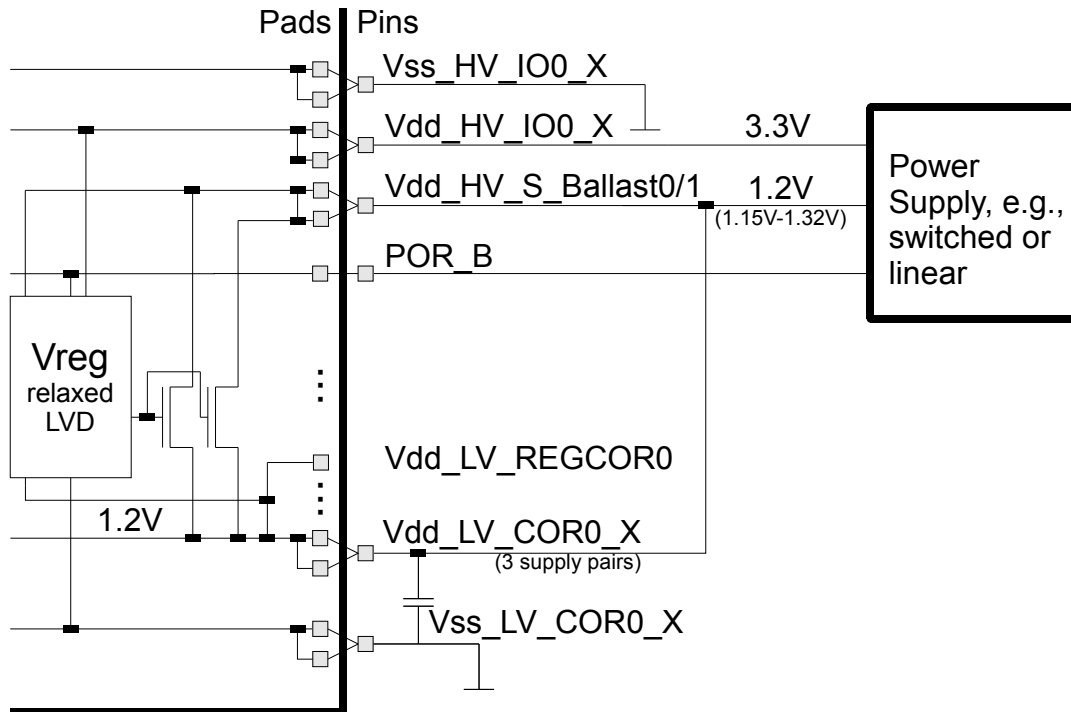 Pads
Pins
Vss_HV_IO0_X
Vdd_HV_IO0_X
3.3V
Vdd_HV_S_Ballast0/1
1.2V
(1.15V-1.32V)
POR_B
Power
Supply, e.g.,
switched or
linear
Vreg
relaxed
LVD
Vdd_LV_REGCOR0
1.2V
Vdd_LV_COR0_X
(3 supply pairs)
Vss_LV_COR0_X